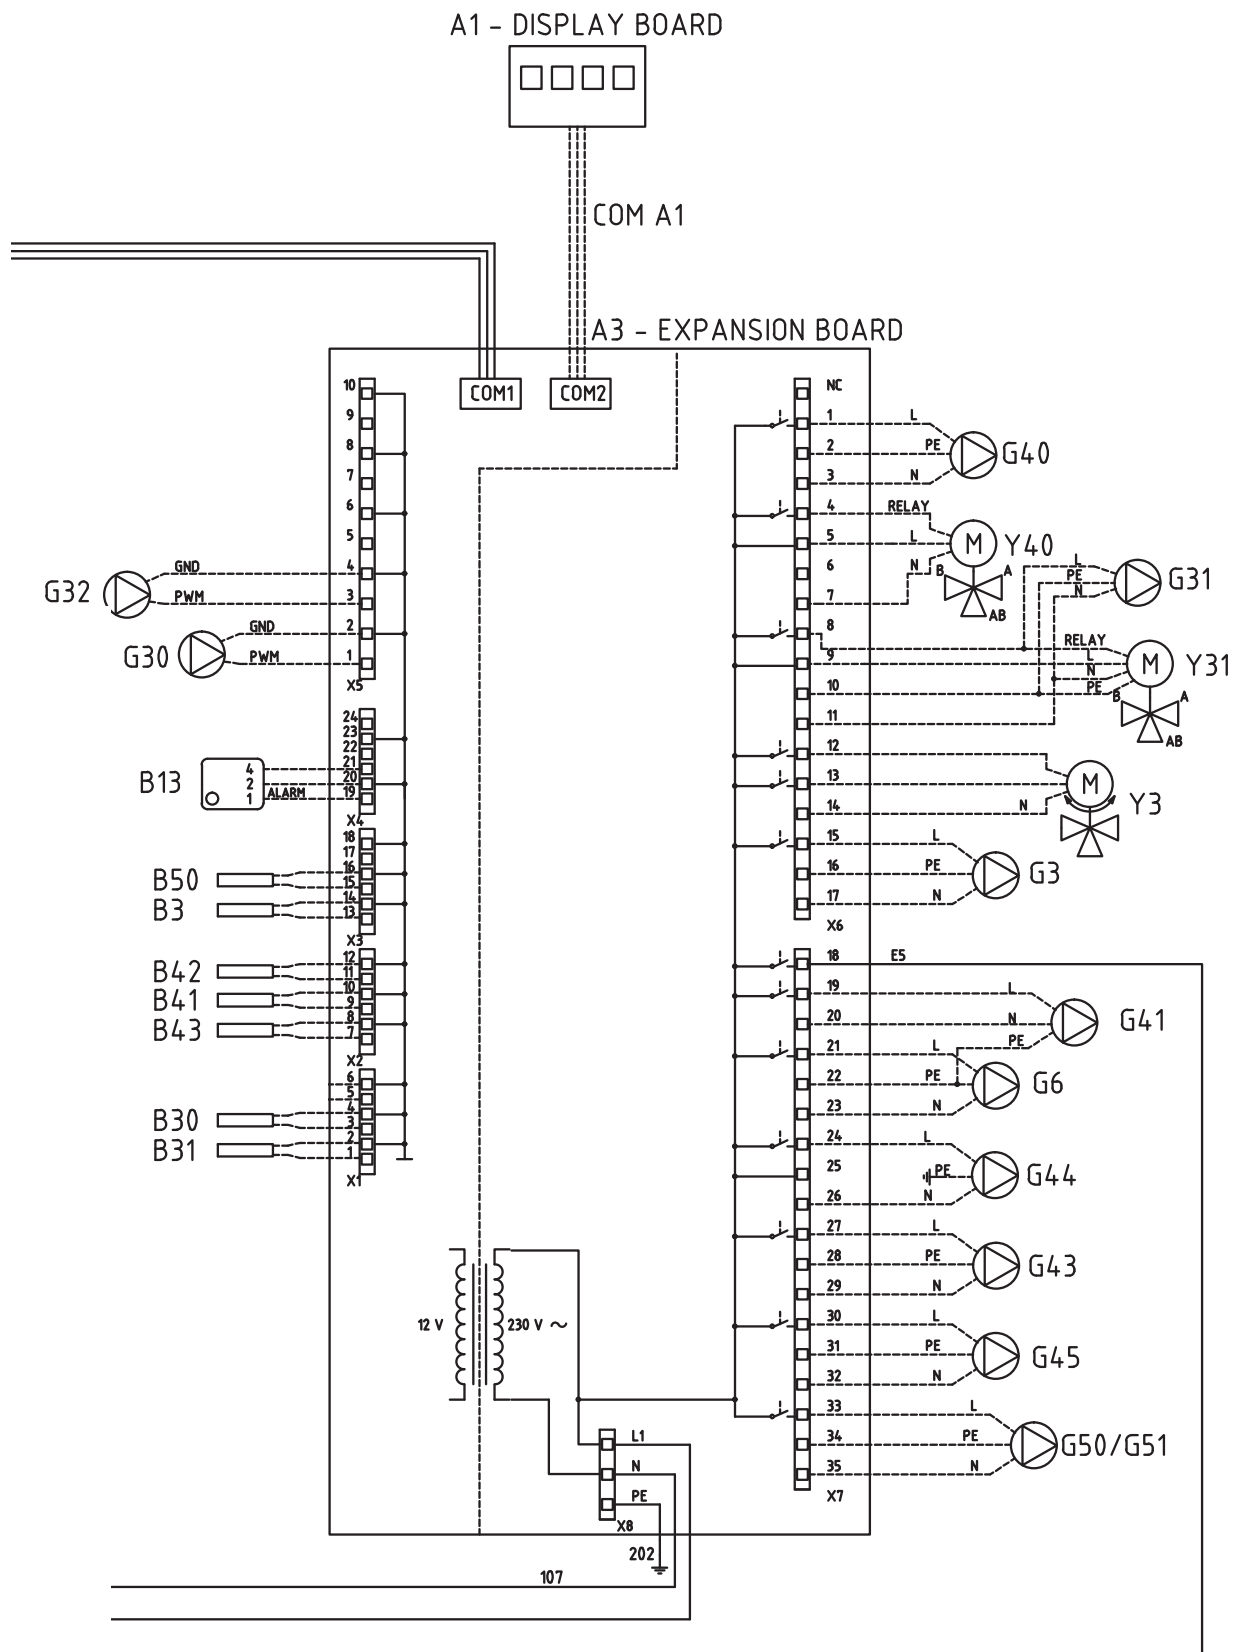 A1 - DISPLAY BOARD
COM A1
A3 - EXPANSION BOARD
COM1
COM2
10
9
8
7
6
5
4
3
2
1
X5
G32
GND
PWM
G30
GND
PWM
24
23
22
21
20
19
X4
B13
4
2
1
ALARM
18
17
16
15
14
13
X3
B50
B3
12
11
10
9
8
7
X2
B42
B41
B43
6
5
4
3
2
1
X1
B30
B31
12 V
230 V ~
L1
N
PE
X8
202
107
NC
1 L
2 PE
3 N
G40
4 RELAY
5 L
6
7 N
M
Y40
B
A
AB
L
PE
N
G31
8
9
10
11
RELAY
L
N
PE
M
Y31
B
A
AB
12
13
14 N
M
Y3
15 L
16 PE
17 N
G3
X6
18 E5
19 L
20 N
PE
G41
21 L
22 PE
23 N
G6
24 L
25 PE
26 N
G44
27 L
28 PE
29 N
G43
30 L
31 PE
32 N
G45
33 L
34 PE
35 N
G50/G51
X7